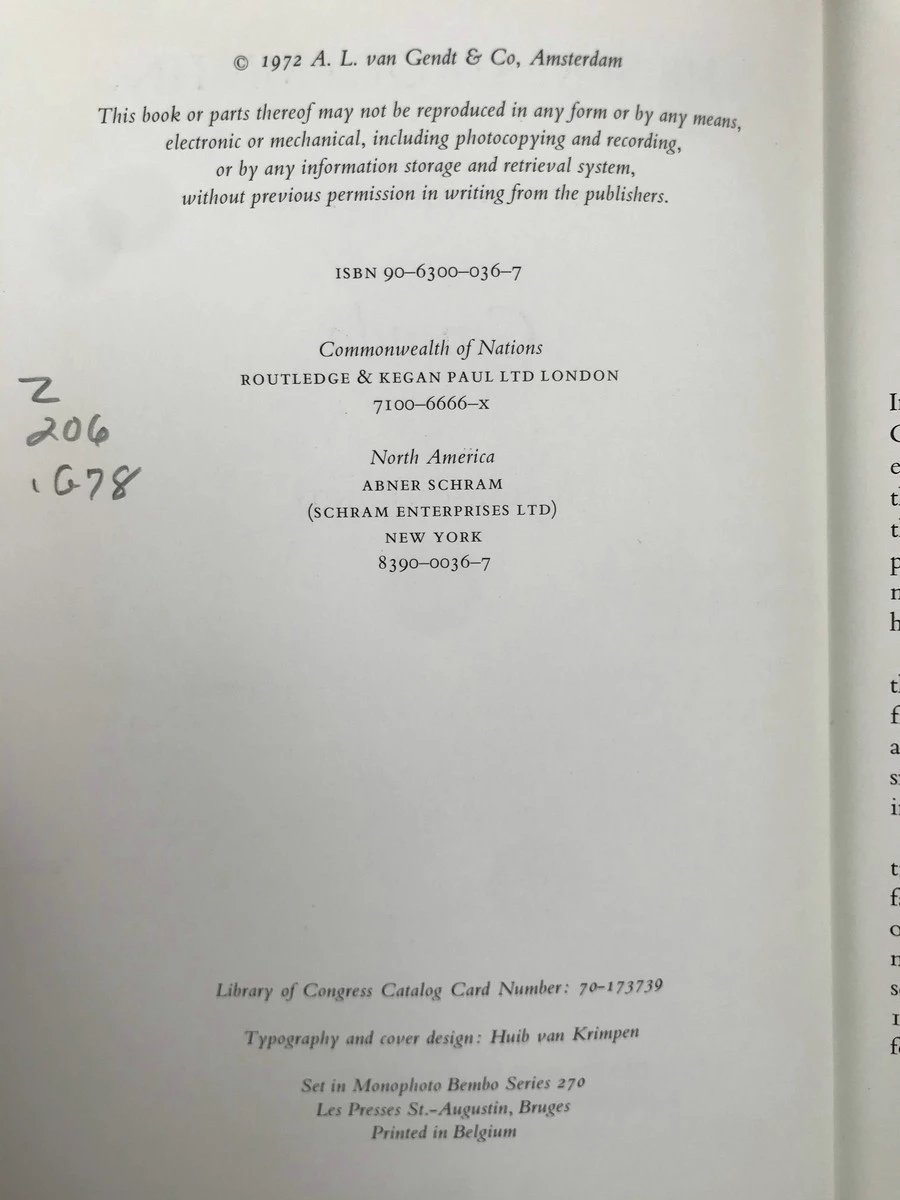 © 1972 A. L. van Gendt & Co, Amsterdam
This book or parts thereof may not be reproduced in any form or by any means,
electronic or mechanical, including photocopying and recording,
or by any information storage and retrieval system,
without previous permission in writing from the publishers.
ISBN 90–6300–036–7
Commonwealth of Nations
ROUTLEDGE & KEGAN PAUL LTD LONDON
7100–6666–X
North America
ABNER SCHRAM
(SCHRAM ENTERPRISES LTD)
NEW YORK
8390–0036–7
Z
206
.G78
Library of Congress Catalog Card Number: 70-173739
Typography and cover design: Huib van Krimpen
Set in Monophoto Bembo Series 270
Les Presses St.-Augustin, Bruges
Printed in Belgium